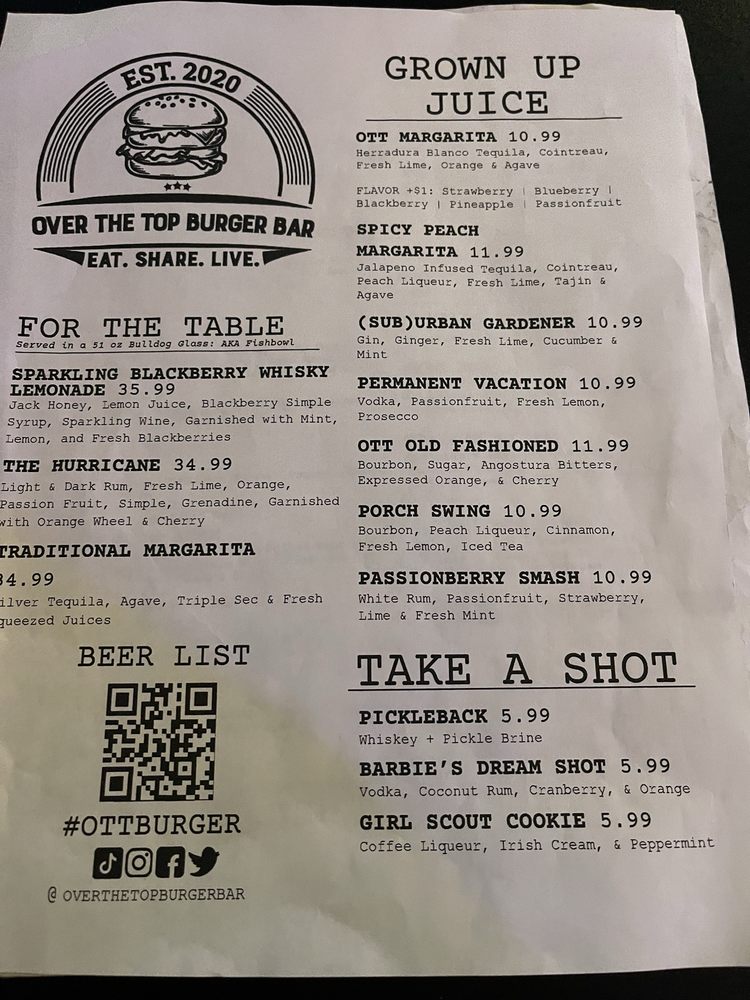 EST. 2020
OVER THE TOP BURGER BAR
EAT. SHARE. LIVE.
FOR THE TABLE
Served in a 51 oz Bulldog Glass: AKA Fishbowl
SPARKLING BLACKBERRY WHISKY
LEMONADE 35.99
Jack Honey, Lemon Juice, Blackberry Simple
Syrup, Sparkling Wine, Garnished with Mint,
Lemon, and Fresh Blackberries
THE HURRICANE 34.99
Light & Dark Rum, Fresh Lime, Orange,
Passion Fruit, Simple, Grenadine, Garnished
with Orange Wheel & Cherry
TRADITIONAL MARGARITA
34.99
ilver Tequila, Agave, Triple Sec & Fresh
queezed Juices
BEER LIST
#OTTBURGER
@ OVERTHETOPBURGERBAR
GROWN UP
JUICE
OTT MARGARITA 10.99
Herradura Blanco Tequila, Cointreau,
Fresh Lime, Orange & Agave
FLAVOR +$1: Strawberry | Blueberry |
Blackberry | Pineapple | Passionfruit
SPICY PEACH
MARGARITA 11.99
Jalapeno Infused Tequila, Cointreau,
Peach Liqueur, Fresh Lime, Tajin &
Agave
(SUB)URBAN GARDENER 10.99
Gin, Ginger, Fresh Lime, Cucumber &
Mint
PERMANENT VACATION 10.99
Vodka, Passionfruit, Fresh Lemon,
Prosecco
OTT OLD FASHIONED 11.99
Bourbon, Sugar, Angostura Bitters,
Expressed Orange, & Cherry
PORCH SWING 10.99
Bourbon, Peach Liqueur, Cinnamon,
Fresh Lemon, Iced Tea
PASSIONBERRY SMASH 10.99
White Rum, Passionfruit, Strawberry,
Lime & Fresh Mint
TAKE A SHOT
PICKLEBACK 5.99
Whiskey + Pickle Brine
BARBIE'S DREAM SHOT 5.99
Vodka, Coconut Rum, Cranberry, & Orange
GIRL SCOUT COOKIE 5.99
Coffee Liqueur, Irish Cream, & Peppermint